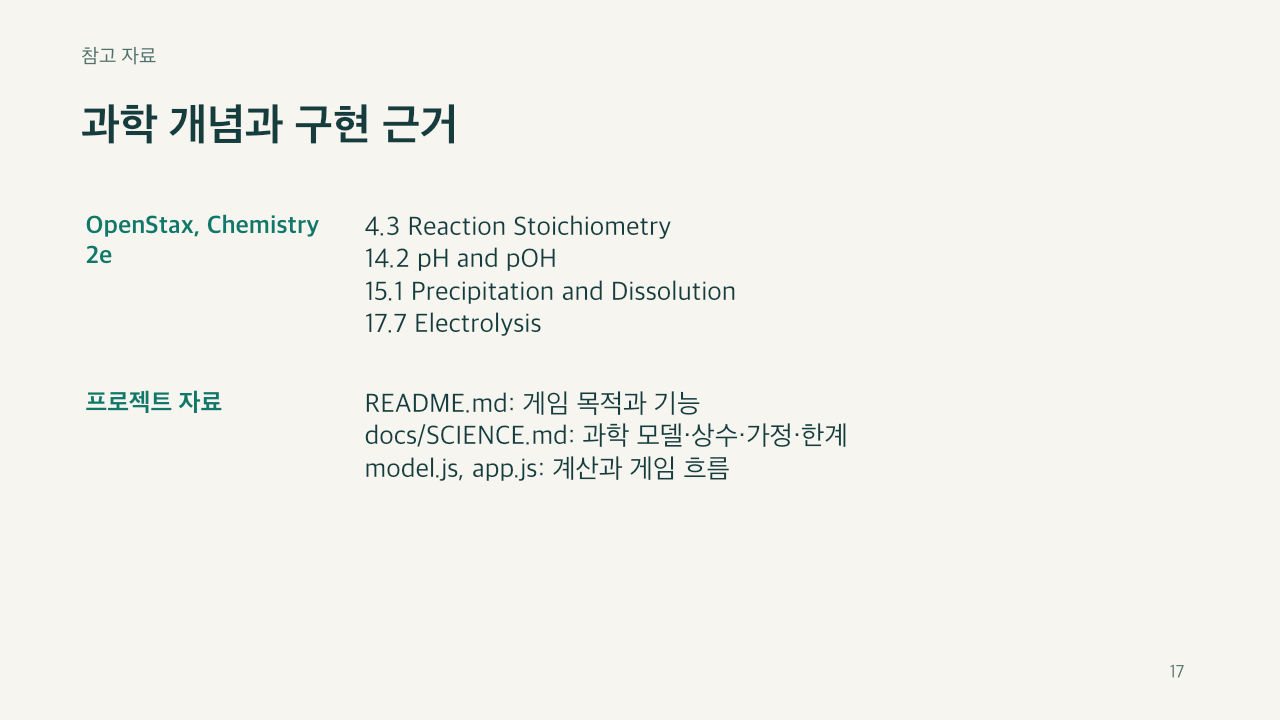 참고 자료
과학 개념과 구현 근거
OpenStax, Chemistry
2e
4.3 Reaction Stoichiometry
14.2 pH and pOH
15.1 Precipitation and Dissolution
17.7 Electrolysis
프로젝트 자료
README.md: 게임 목적과 기능
docs/SCIENCE.md: 과학 모델·상수·가정·한계
model.js, app.js: 계산과 게임 흐름
17